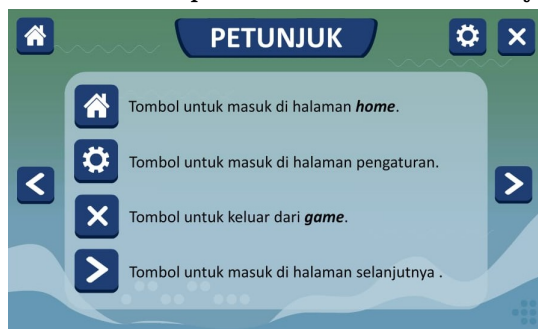 PETUNJUK
Tombol untuk masuk di halaman home.
Tombol untuk masuk di halaman pengaturan.
Tombol untuk keluar dari game.
Tombol untuk masuk di halaman selanjutnya .